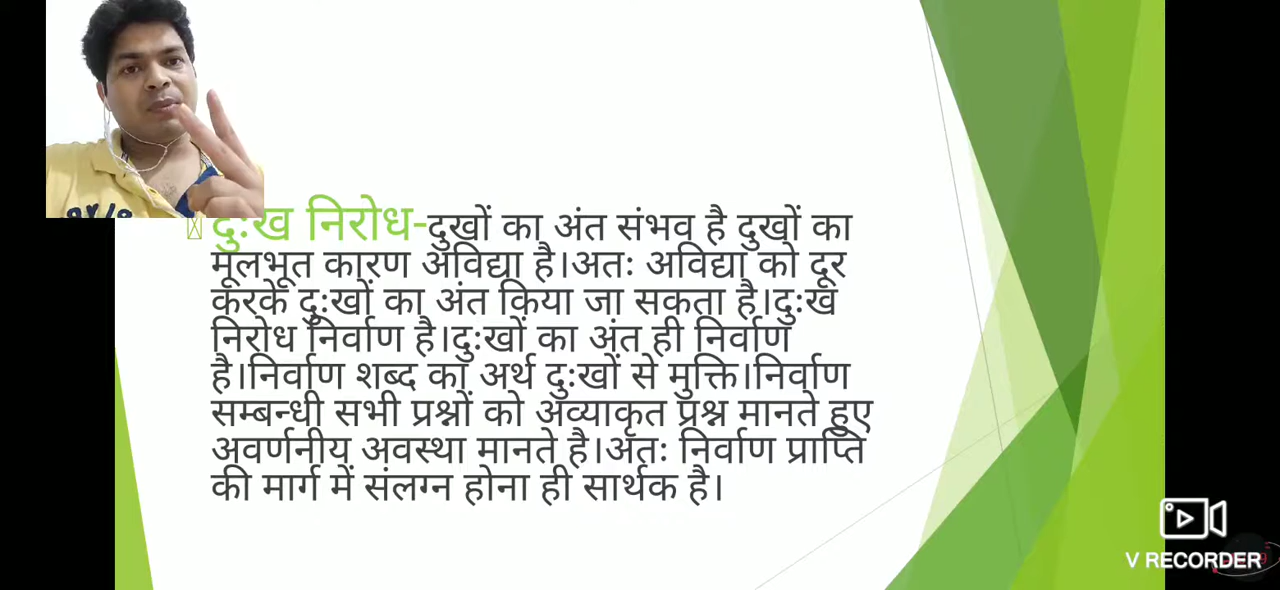 दुःख निरोध-दुखों का अंत संभव है दुखों का
मूलभूत कारण अविद्या है।अतः अविद्या को दूर
करके दुःखों का अंत किया जा सकता है।दुःख
निरोध निर्वाण है।दुःखों का अंत ही निर्वाण
है।निर्वाण शब्द का अर्थ दुःखों से मुक्ति।निर्वाण
सम्बन्धी सभी प्रश्नों को अव्याकृत प्रश्न मानते हुए
अवर्णनीय अवस्था मानते है।अतः निर्वाण प्राप्ति
की मार्ग में संलग्न होना ही सार्थक है।
V RECORDER